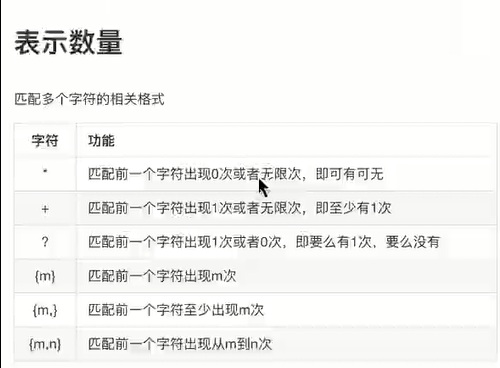 表示数量
匹配多个字符的相关格式
字符 功能
* 匹配前一个字符出现0次或者无限次，即可有可无
+ 匹配前一个字符出现1次或者无限次，即至少有1次
? 匹配前一个字符出现1次或者0次，即要么有1次，要么没有
{m} 匹配前一个字符出现m次
{m,} 匹配前一个字符至少出现m次
{m,n} 匹配前一个字符出现从m到n次